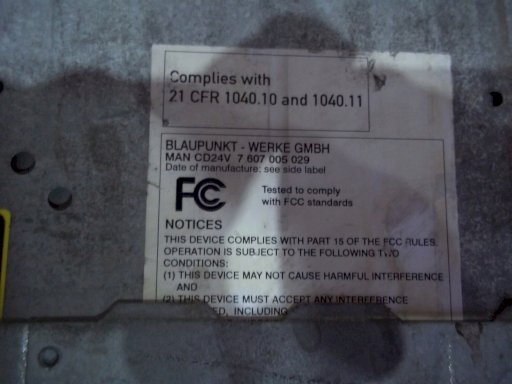 Complies with
21 CFR 1040.10 and 1040.11
BLAUPUNKT - WERKE GMBH
MAN CD24V 7 607 005 029
Date of manufacture: see side label
FC
Tested to comply
with FCC standards
NOTICES
THIS DEVICE COMPLIES WITH PART 15 OF THE FCC RULES.
OPERATION IS SUBJECT TO THE FOLLOWING TWO
CONDITIONS:
(1) THIS DEVICE MAY NOT CAUSE HARMFUL INTERFERENCE
AND
(2) THIS DEVICE MUST ACCEPT ANY INTERFERENCE
INCLUDING